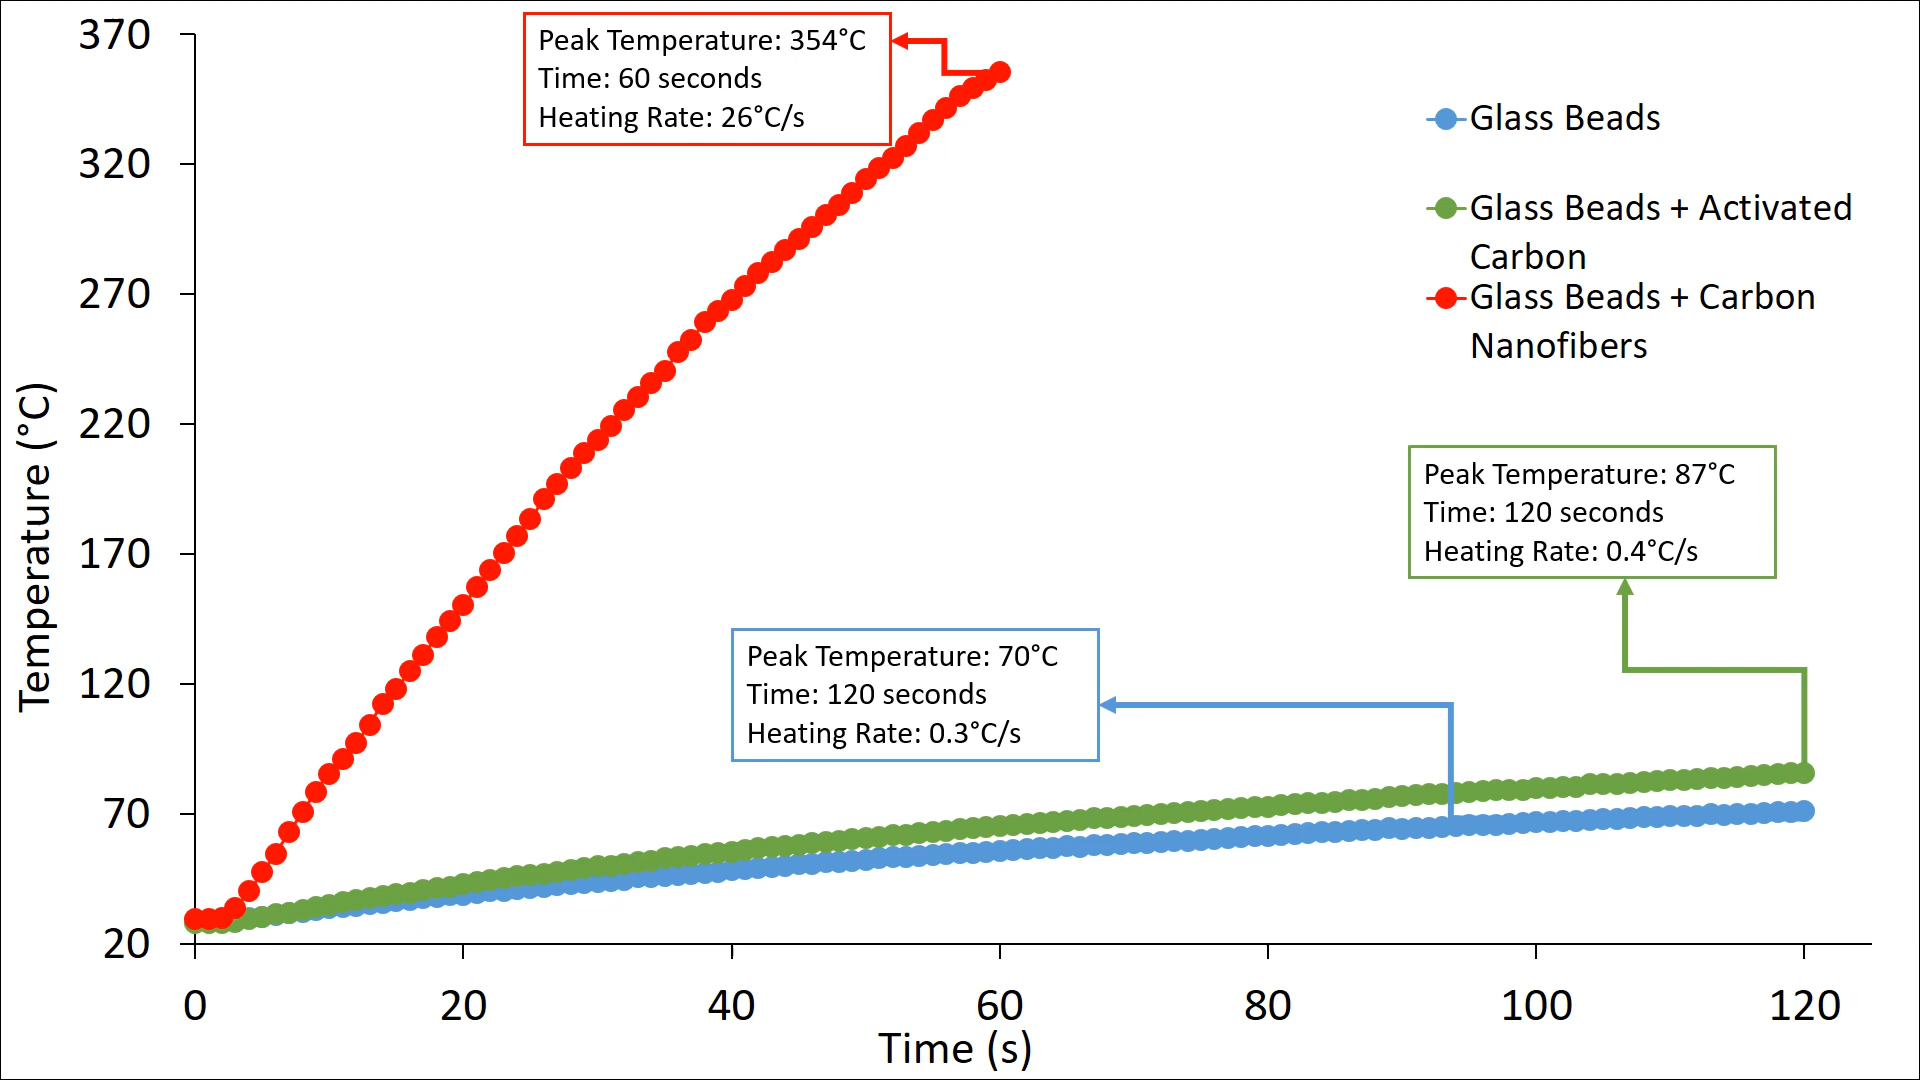 370
320
270
220
170
120
70
20
Temperature (°C)
0
20
40
60
80
100
120
Time (s)
Peak Temperature: 354°C
Time: 60 seconds
Heating Rate: 26°C/s
Glass Beads
Glass Beads + Activated
Carbon
Glass Beads + Carbon
Nanofibers
Peak Temperature: 87°C
Time: 120 seconds
Heating Rate: 0.4°C/s
Peak Temperature: 70°C
Time: 120 seconds
Heating Rate: 0.3°C/s